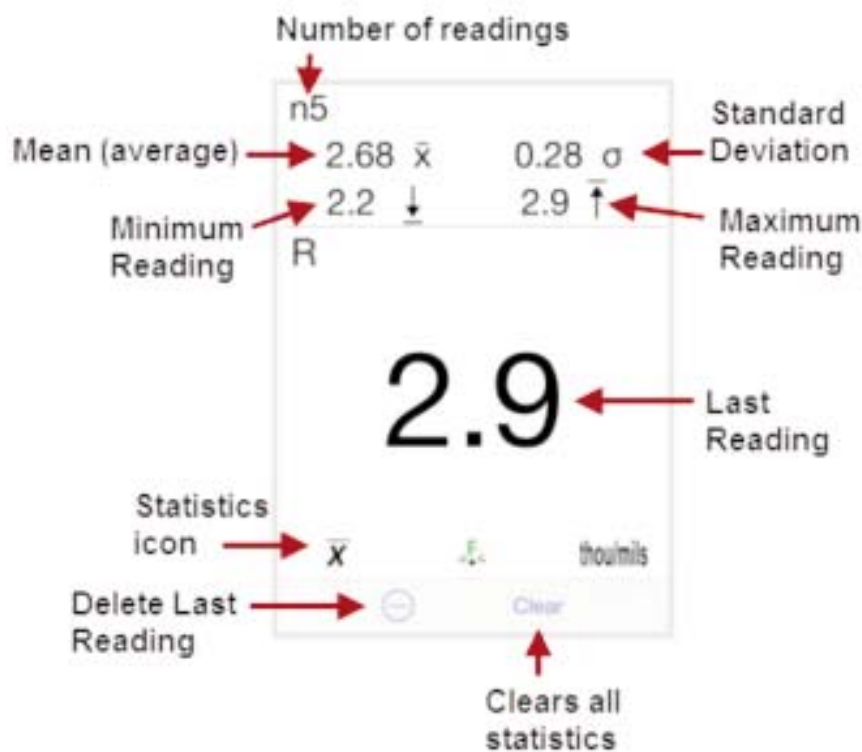 Number of readings
n5
Mean (average)
2.68 x̄
0.28 σ
Standard
Deviation
Minimum
Reading
2.2 ↓
2.9 ↑
Maximum
Reading
R
2.9
Last
Reading
Statistics
icon
x̄
F
thou/mils
Delete Last
Reading
Clear
Clears all
statistics